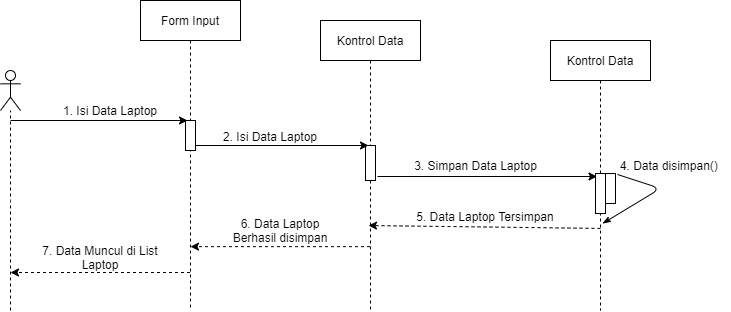 Form Input
Kontrol Data
Kontrol Data
1. Isi Data Laptop
2. Isi Data Laptop
3. Simpan Data Laptop
4. Data disimpan()
5. Data Laptop Tersimpan
6. Data Laptop
Berhasil disimpan
7. Data Muncul di List
Laptop